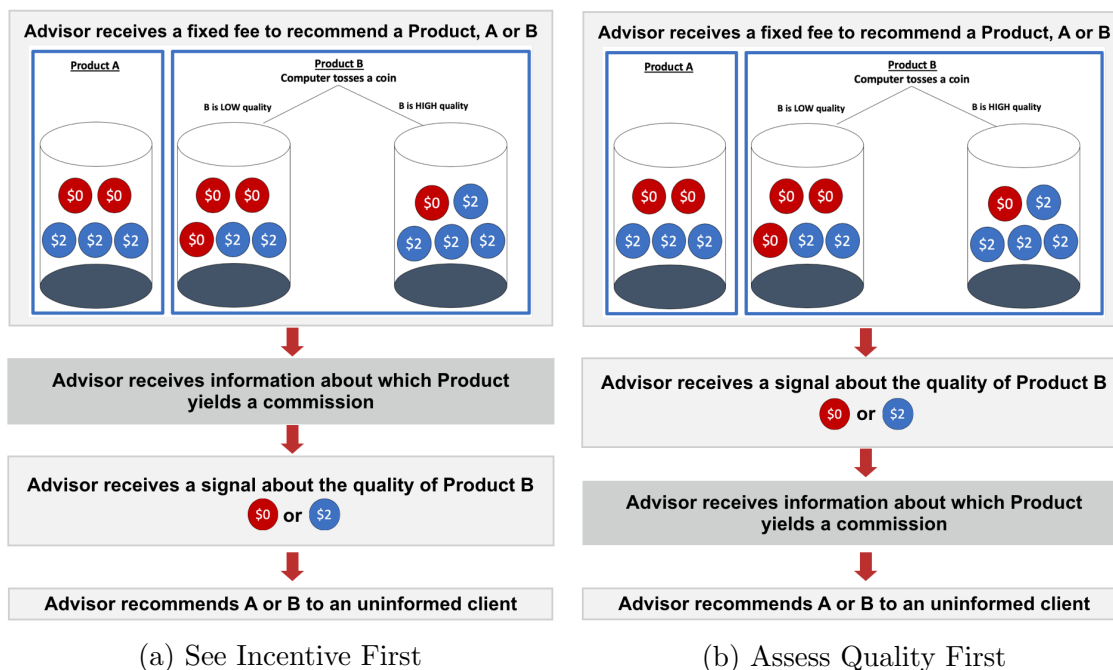 Advisor receives a fixed fee to recommend a Product, A or B
Product A
Product B
Computer tosses a coin
B is LOW quality
B is HIGH quality
$0 $0
$2 $2 $2
$0 $0
$0 $2 $2
$0 $2
$2 $2 $2
Advisor receives information about which Product
yields a commission
Advisor receives a signal about the quality of Product B
$0 or $2
Advisor recommends A or B to an uninformed client
(a) See Incentive First
Advisor receives a fixed fee to recommend a Product, A or B
Product A
Product B
Computer tosses a coin
B is LOW quality
B is HIGH quality
$0 $0
$2 $2 $2
$0 $0
$0 $2 $2
$0 $2
$2 $2 $2
Advisor receives a signal about the quality of Product B
$0 or $2
Advisor receives information about which Product
yields a commission
Advisor recommends A or B to an uninformed client
(b) Assess Quality First